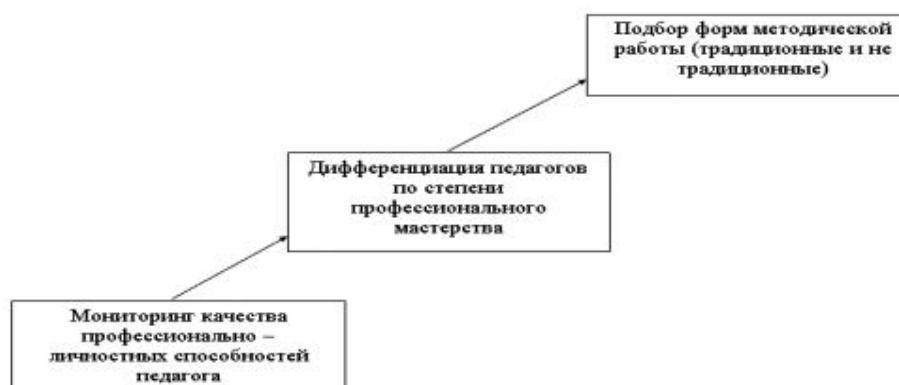 Подбор форм методической
работы (традиционные и не
традиционные)
Дифференциация педагогов
по степени
профессионального
мастерства
Мониторинг качества
профессионально –
личностных способностей
педагога